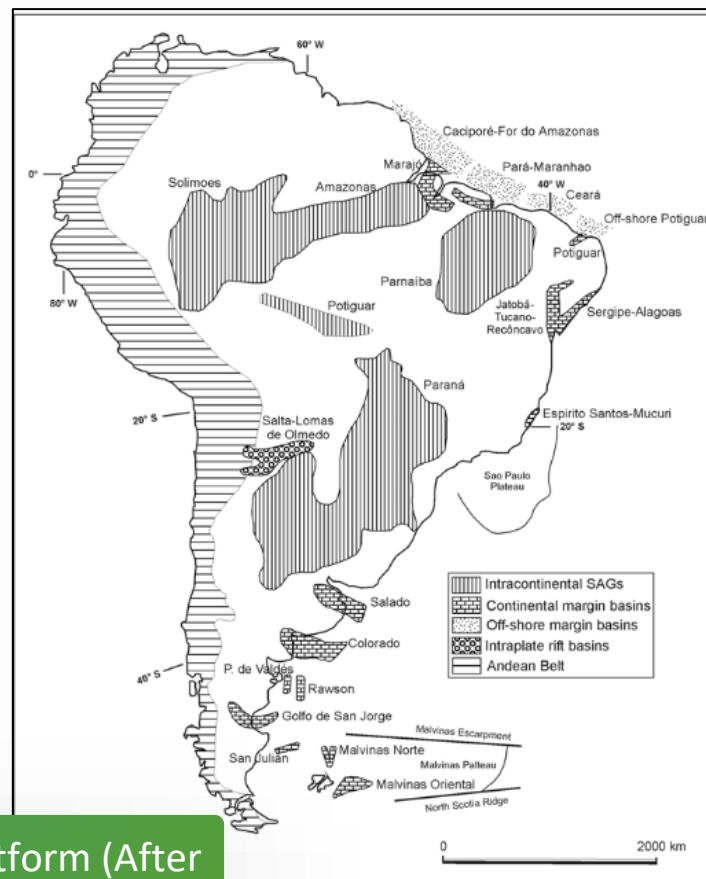 60° W
Caciporé-For do Amazonas
Marajó
Pará-Maranhao
0°
40° W
Solimoes
Amazonas
Ceará
Off-shore Potiguar
Potiguar
80° W
Parnaíba
Potiguar
Jatobá-
Tucano-
Recôncavo
Sergipe-Alagoas
Paraná
20° S
Salta-Lomas
de Olmedo
Espirito Santos-Mucuri
20° S
Sao Paulo
Plateau
Intracontinental SAGs
Continental margin basins
Off-shore margin basins
Intraplate rift basins
Andean Belt
Salado
Colorado
40° S
P. de Valdés
Rawson
Golfo de San Jorge
Malvinas Escarpment
San Julián
Malvinas Norte
Malvinas Palteau
Malvinas Oriental
North Scotia Ridge
tform (After
0
2000 km